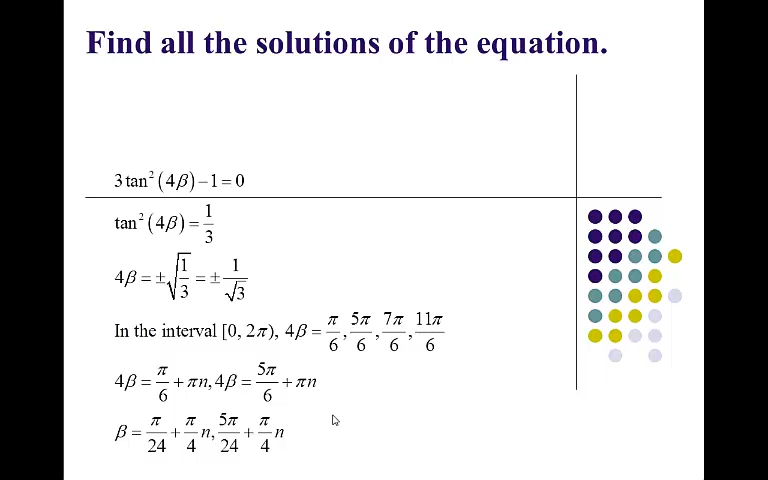 Find all the solutions of the equation.
3 tan² (4β) − 1 = 0
tan² (4β) = 1/3
4β = ±√(1/3) = ± 1/√3
In the interval [0, 2π), 4β = π/6, 5π/6, 7π/6, 11π/6
4β = π/6 + πn, 4β = 5π/6 + πn
β = π/24 + π/4 n, 5π/24 + π/4 n